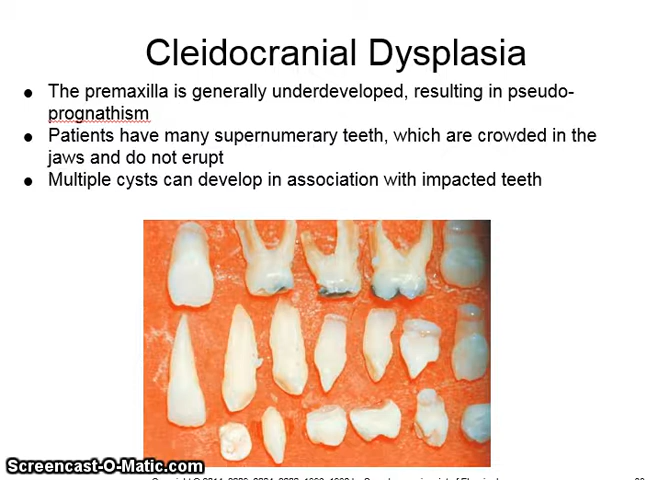 Cleidocranial Dysplasia
● The premaxilla is generally underdeveloped, resulting in pseudo-
prognathism
● Patients have many supernumerary teeth, which are crowded in the
jaws and do not erupt
● Multiple cysts can develop in association with impacted teeth
Screencast-O-Matic.com